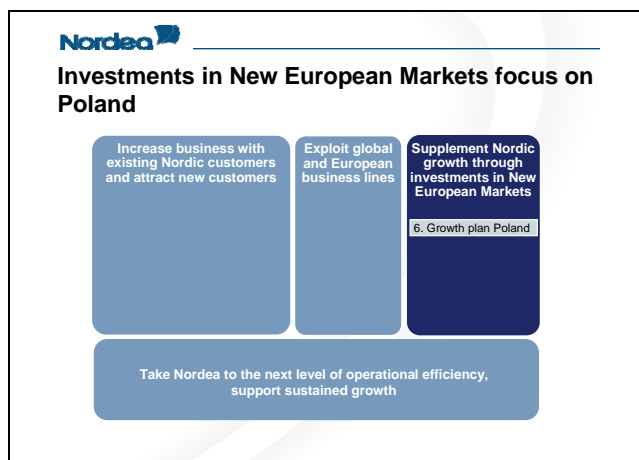 Nordea
Investments in New European Markets focus on
Poland
Increase business with
existing Nordic customers
and attract new customers
Exploit global
and European
business lines
Supplement Nordic
growth through
investments in New
European Markets
6. Growth plan Poland
Take Nordea to the next level of operational efficiency,
support sustained growth